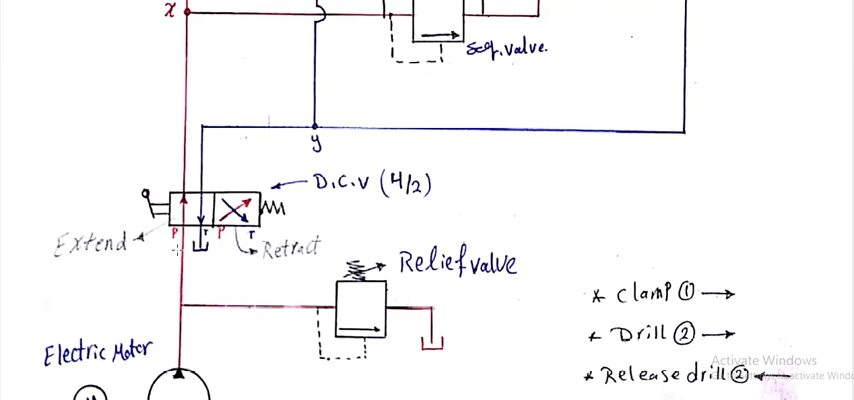 x
seq. valve.
y
D.C.V (4/2)
P T P T
Extend
Retract
Relief valve
* Clamp ① →
Electric Motor
* Drill ② →
Activate Windows
* Release drill ② ←
M